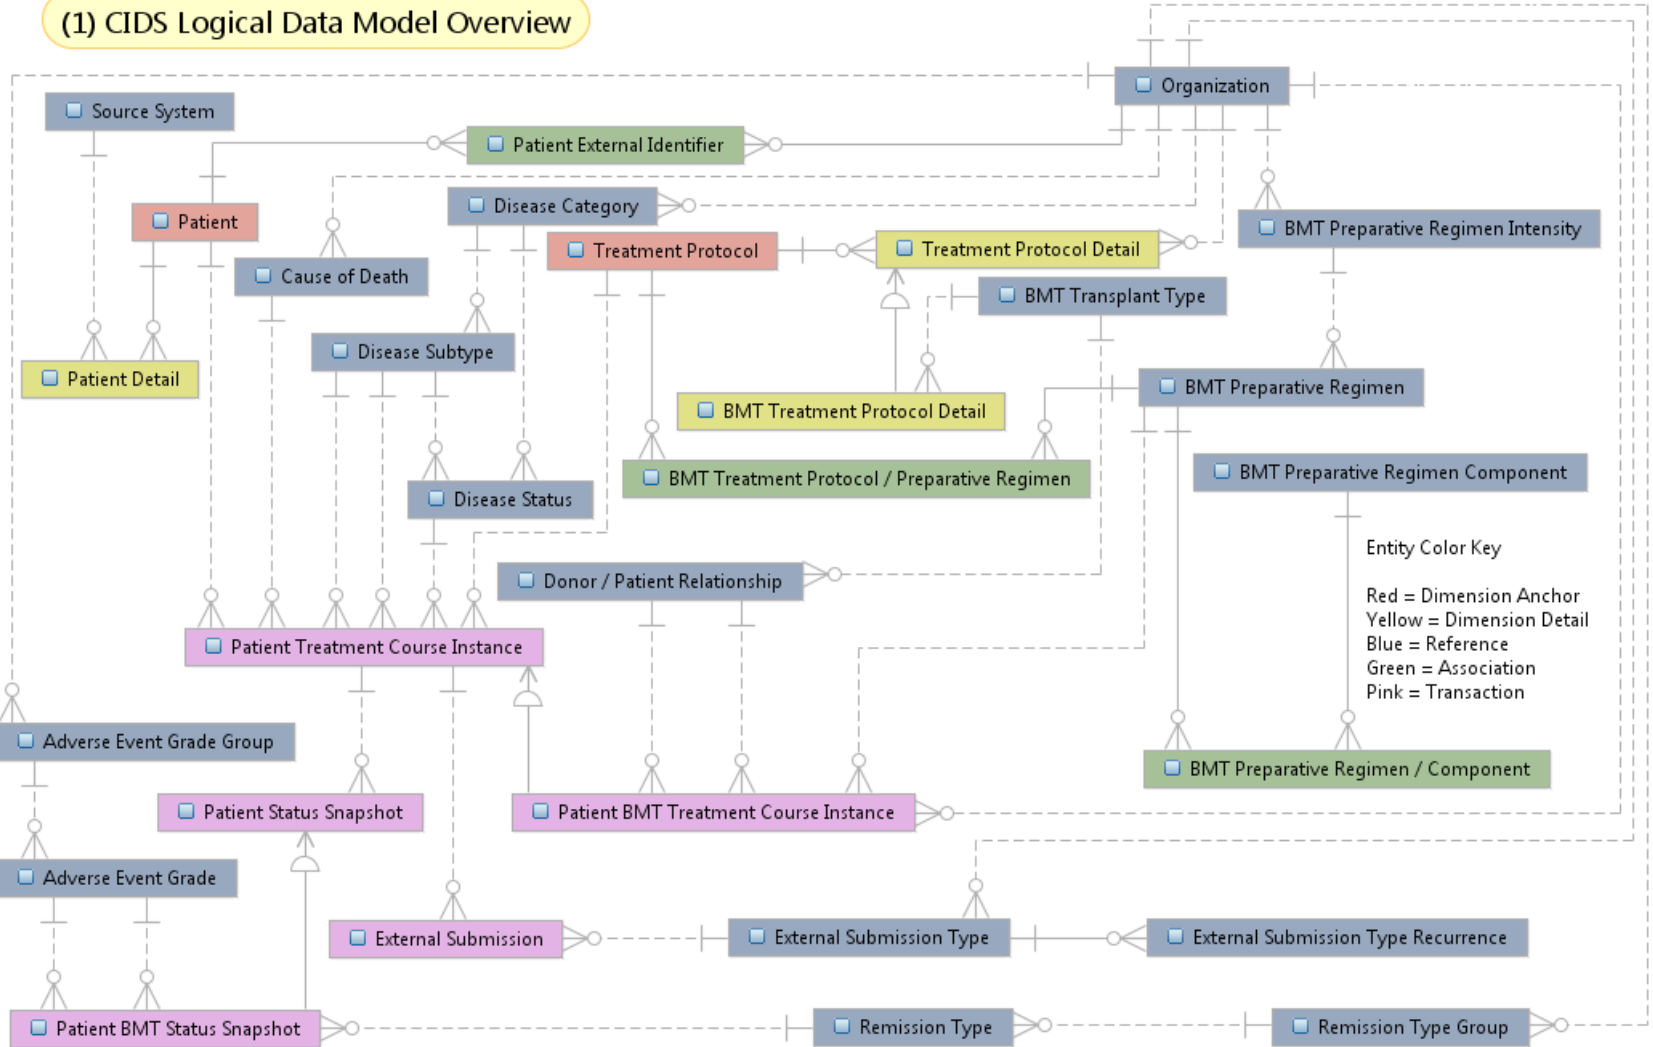 (1) CIDS Logical Data Model Overview
Organization
Source System
Patient External Identifier
Disease Category
Patient
BMT Preparative Regimen Intensity
Treatment Protocol
Treatment Protocol Detail
Cause of Death
BMT Transplant Type
Disease Subtype
Patient Detail
BMT Preparative Regimen
BMT Treatment Protocol Detail
BMT Treatment Protocol / Preparative Regimen
BMT Preparative Regimen Component
Disease Status
Entity Color Key
Donor / Patient Relationship
Red = Dimension Anchor
Yellow = Dimension Detail
Blue = Reference
Green = Association
Pink = Transaction
Patient Treatment Course Instance
Adverse Event Grade Group
BMT Preparative Regimen / Component
Patient Status Snapshot
Patient BMT Treatment Course Instance
Adverse Event Grade
External Submission
External Submission Type
External Submission Type Recurrence
Patient BMT Status Snapshot
Remission Type
Remission Type Group